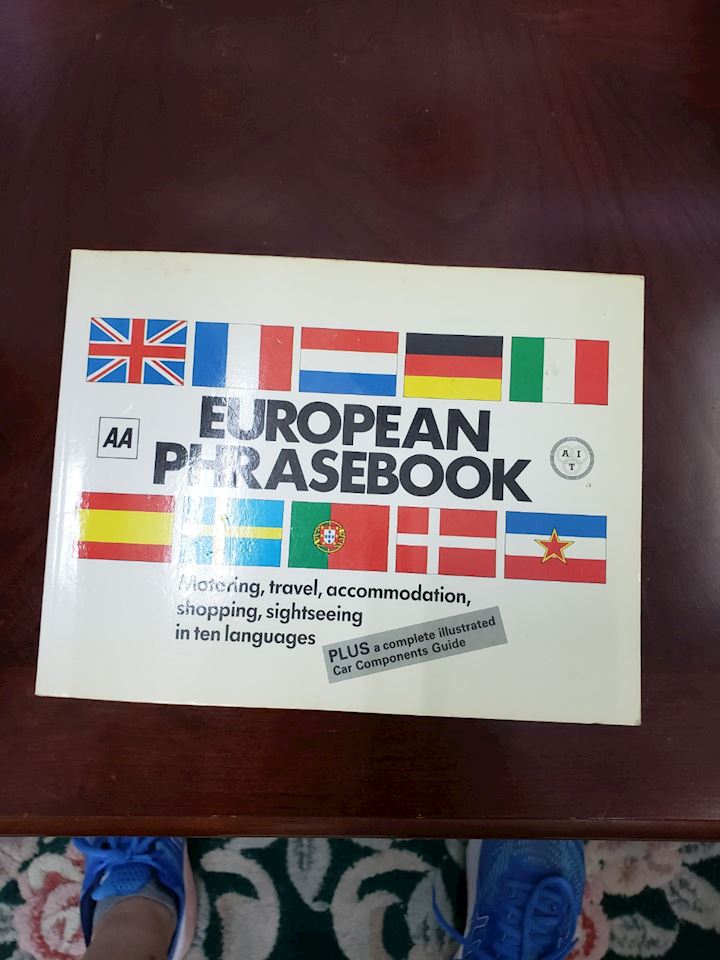 AA
EUROPEAN
PHRASEBOOK
A I
T
Motoring, travel, accommodation,
shopping, sightseeing
in ten languages
PLUS a complete illustrated
Car Components Guide